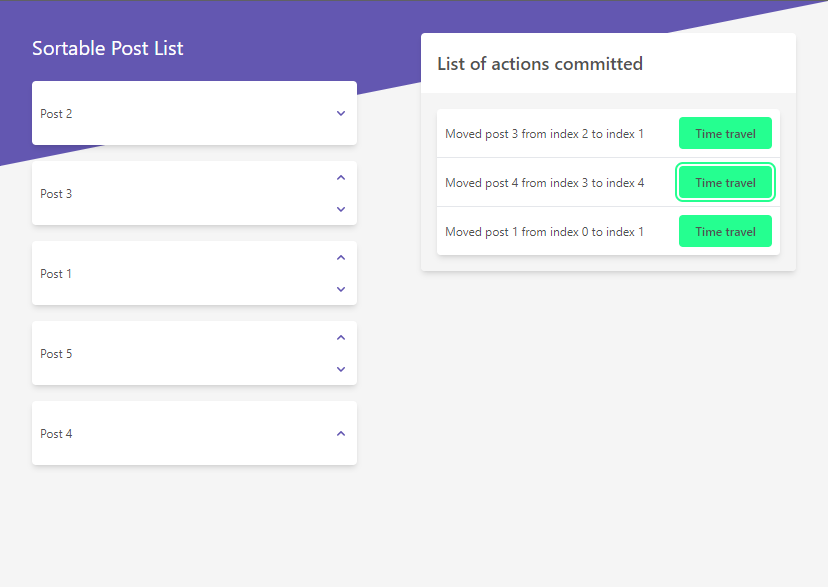 Sortable Post List
Post 2
Post 3
Post 1
Post 5
Post 4
List of actions committed
Moved post 3 from index 2 to index 1
Time travel
Moved post 4 from index 3 to index 4
Time travel
Moved post 1 from index 0 to index 1
Time travel